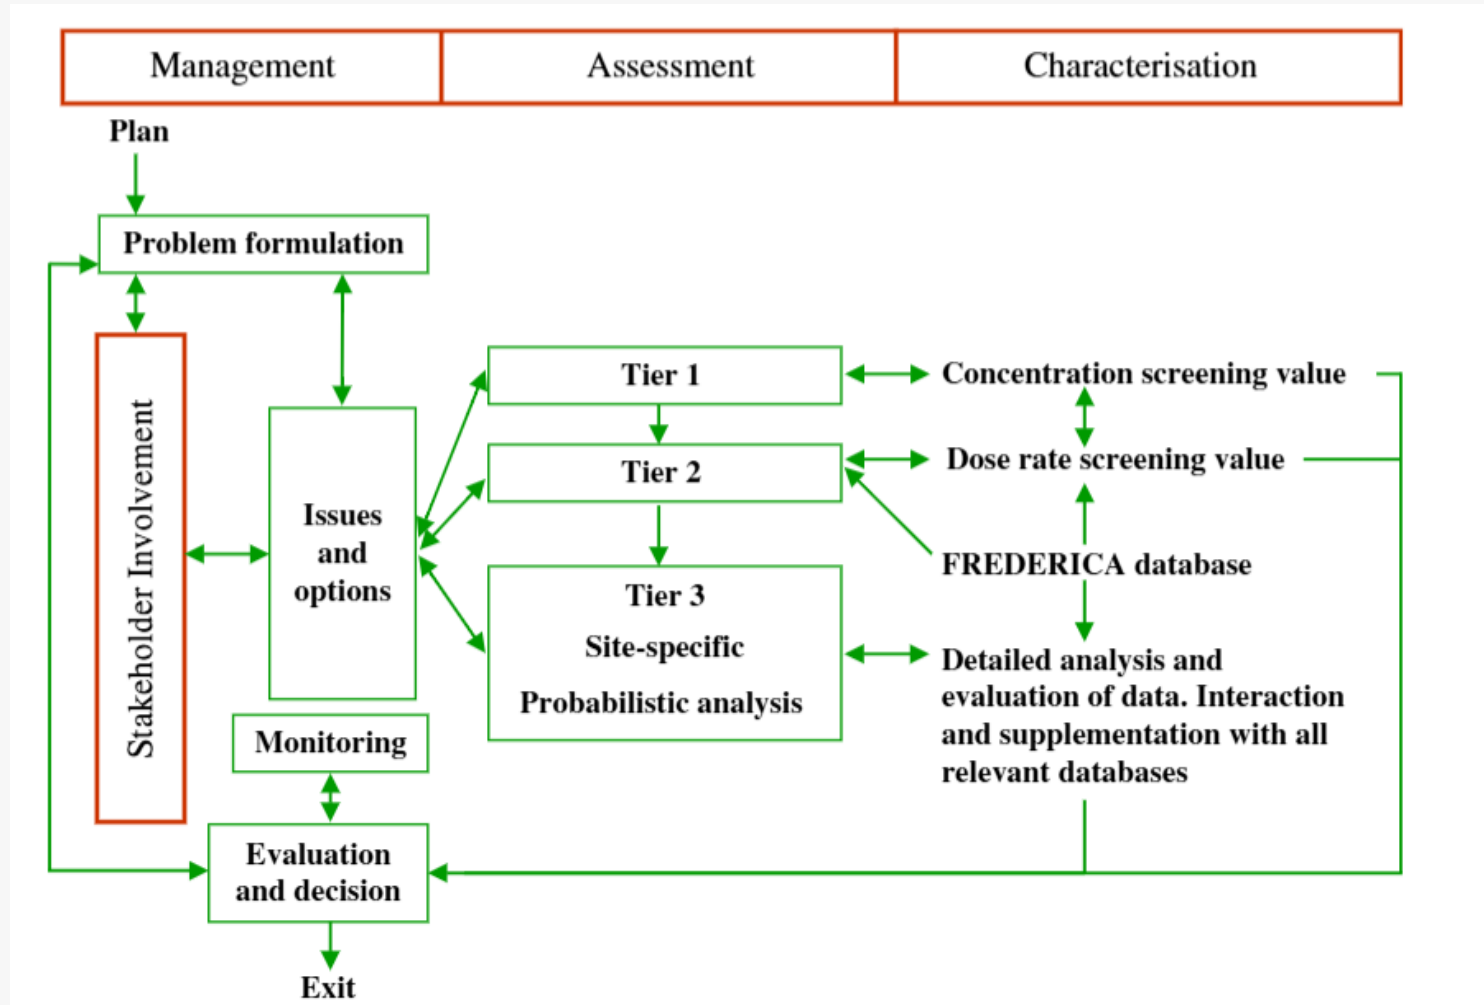 Management
Assessment
Characterisation
Plan
Problem formulation
Stakeholder Involvement
Issues
and
options
Monitoring
Evaluation
and decision
Exit
Tier 1
Tier 2
Tier 3
Site-specific
Probabilistic analysis
Concentration screening value
Dose rate screening value
FREDERICA database
Detailed analysis and
evaluation of data. Interaction
and supplementation with all
relevant databases